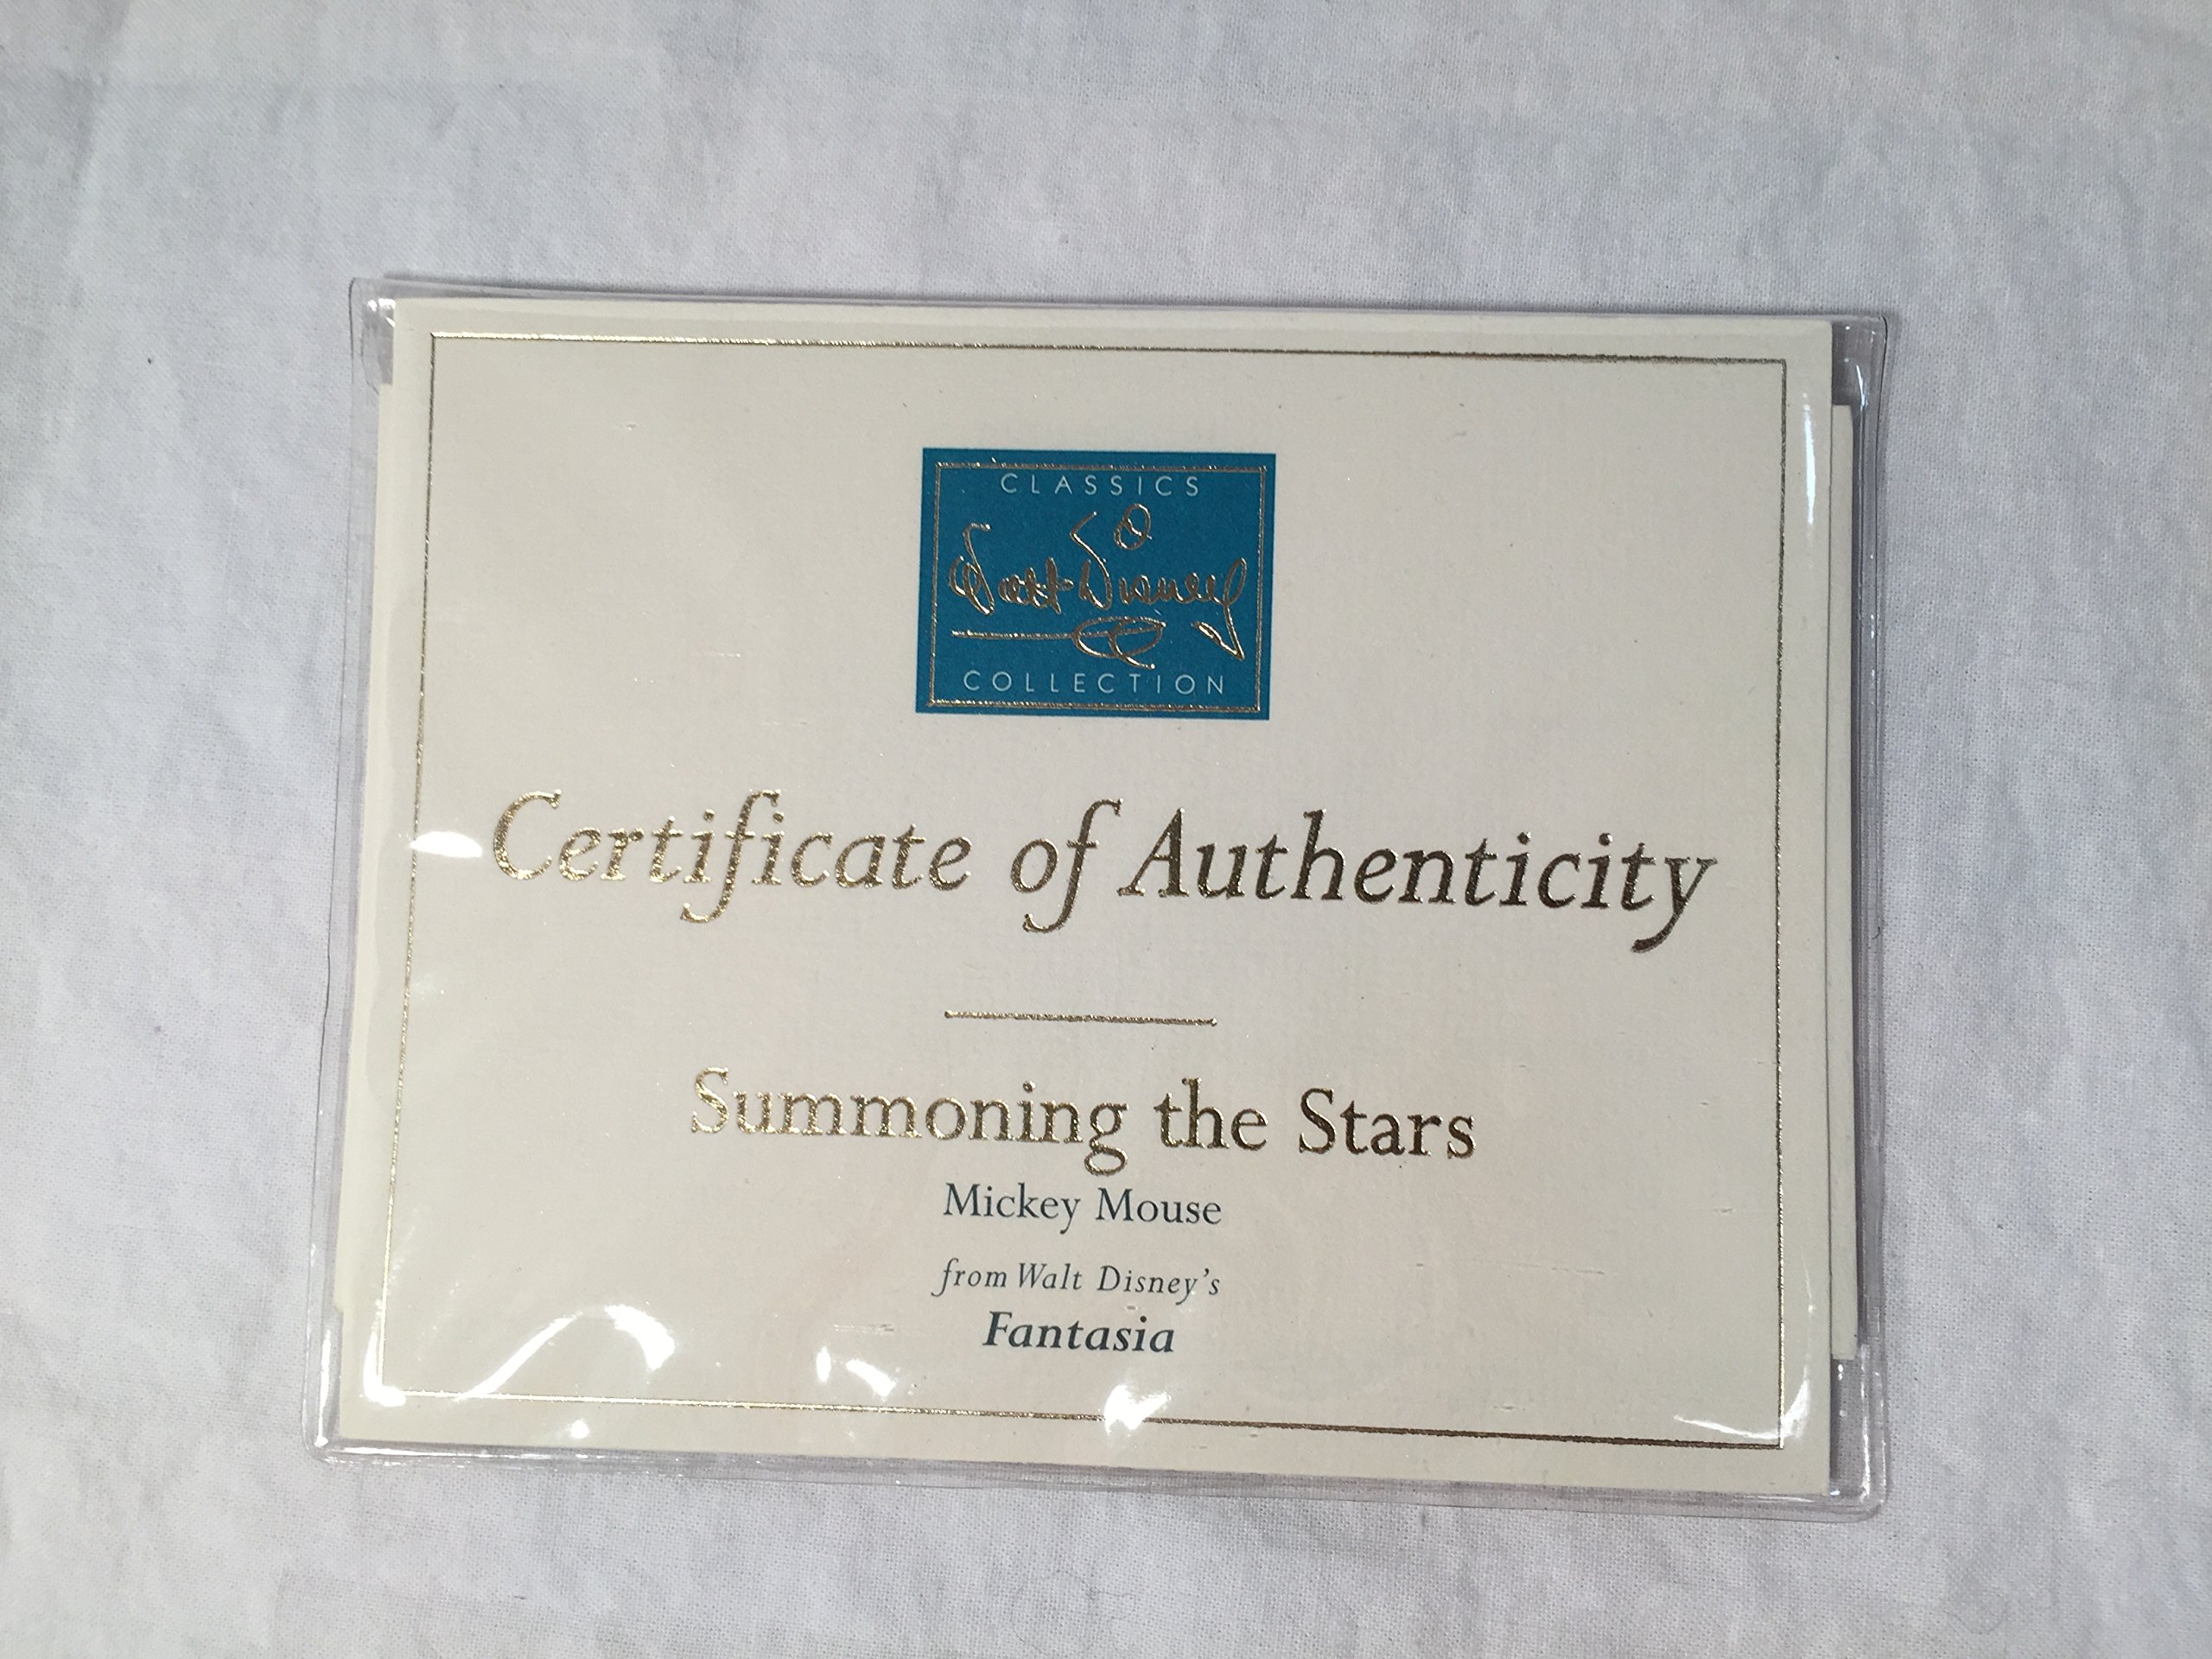 CLASSICS
Walt Disney
COLLECTION
Certificate of Authenticity
Summoning the Stars
Mickey Mouse
from Walt Disney's
Fantasia